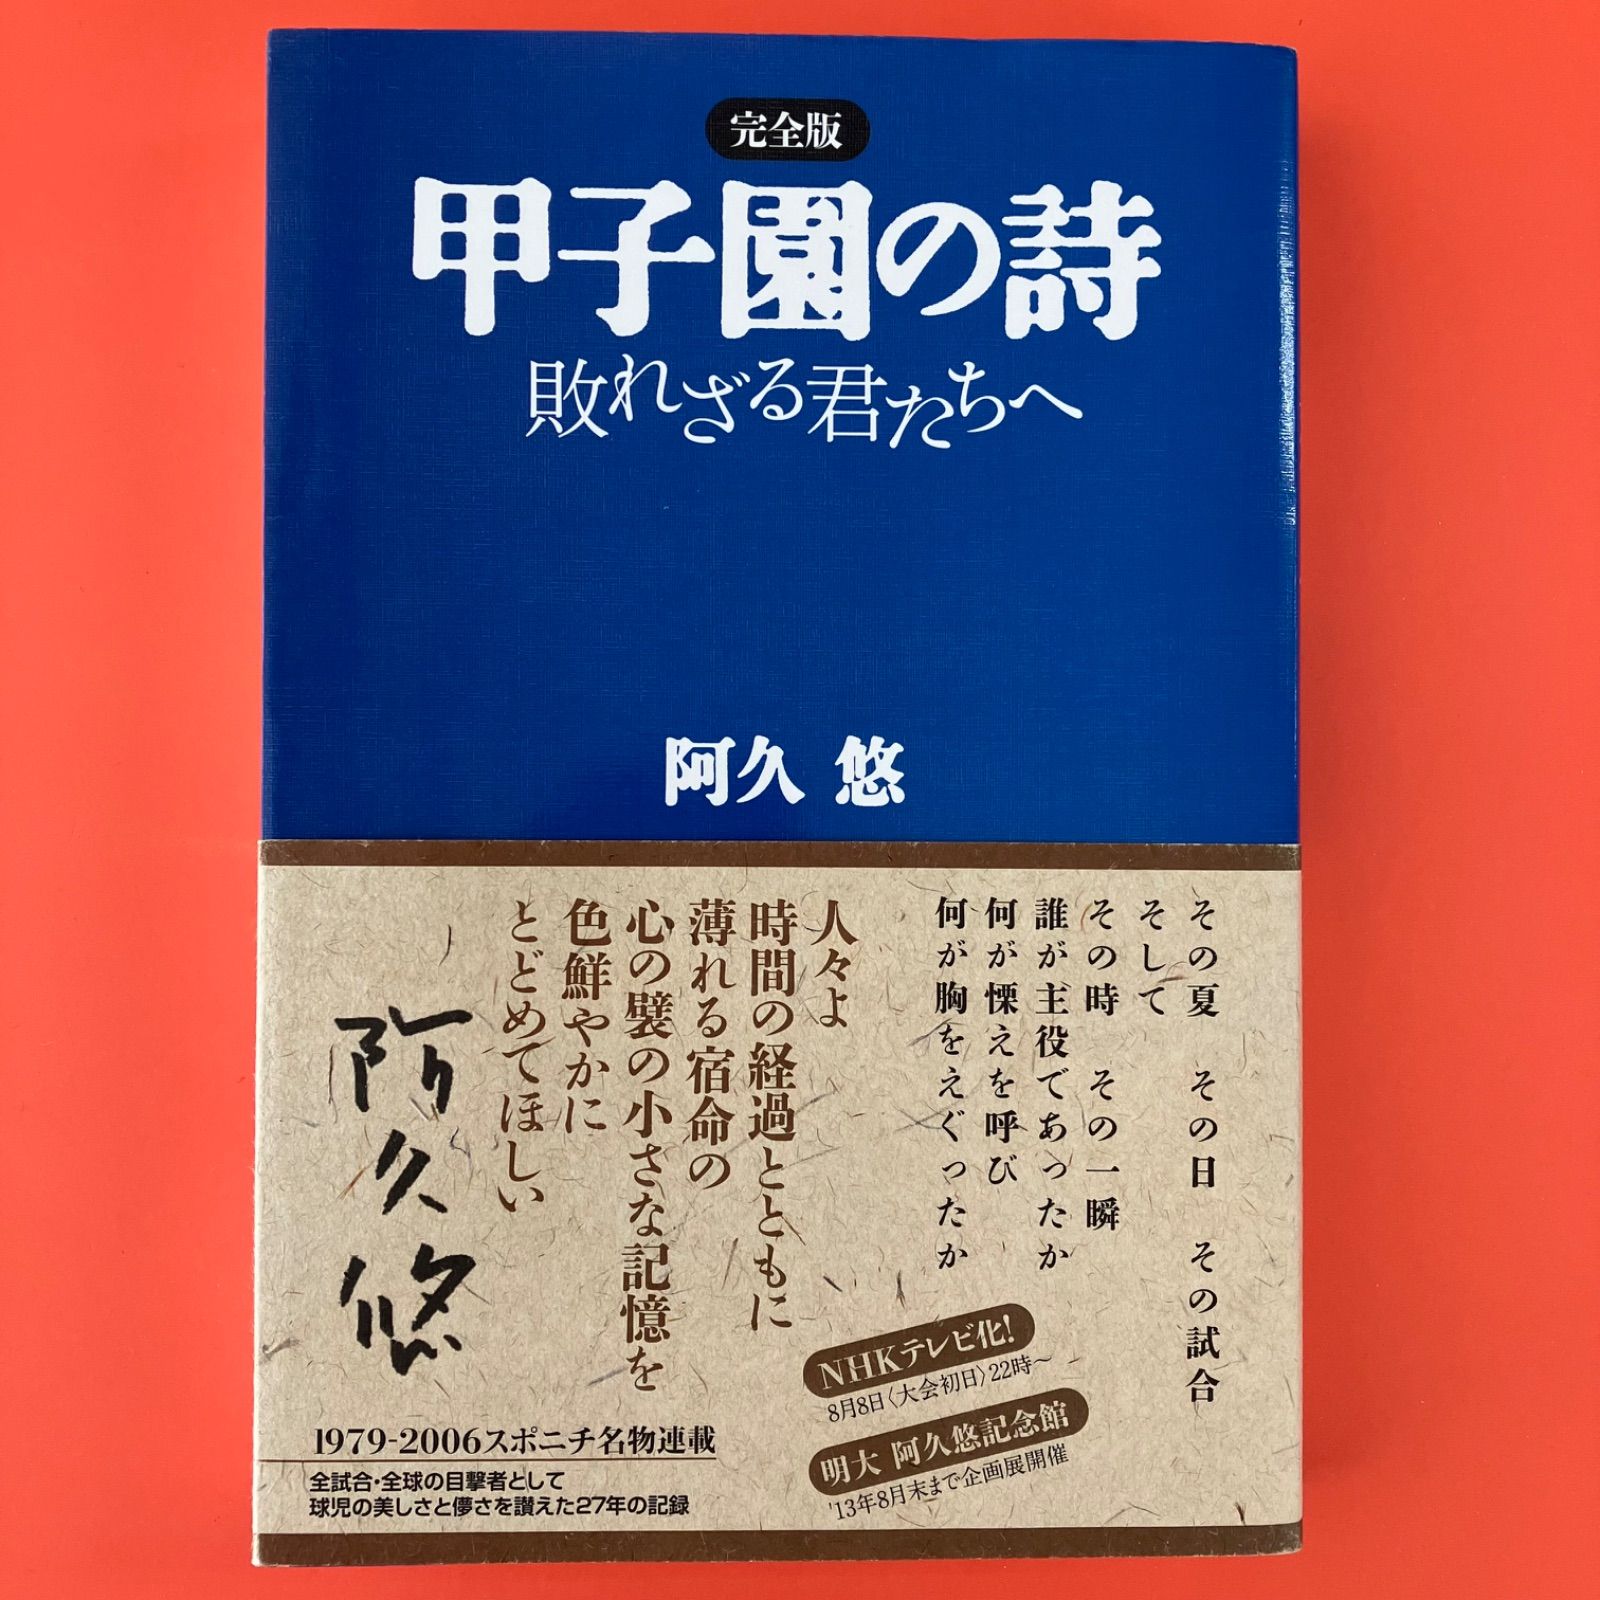 完全版
甲子園の詩
敗れざる君たちへ
阿久 悠
その夏 その日 その試合
そして
その時 その一瞬
誰が主役であったか
何が慄えを呼び
何が胸をえぐったか
人々よ
時間の経過とともに
薄れる宿命の
心の襞の小さな記憶を
色鮮やかに
とどめてほしい
阿久悠
NHKテレビ化!
8月8日〈大会初日〉22時〜
明大 阿久悠記念館
'13年8月末まで企画展開催
1979-2006スポニチ名物連載
全試合・全球の目撃者として
球児の美しさと儚さを讃えた27年の記録